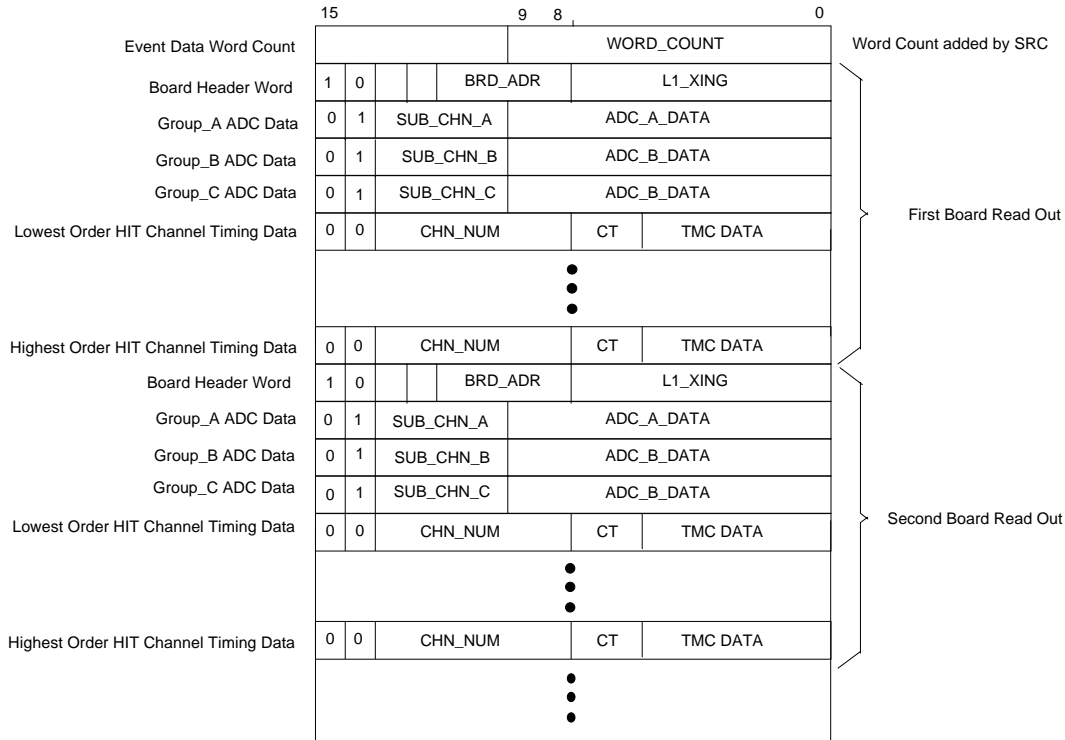 15 9 8 0
Event Data Word Count WORD_COUNT Word Count added by SRC
Board Header Word 1 0 BRD_ADR L1_XING
Group_A ADC Data 0 1 SUB_CHN_A ADC_A_DATA
Group_B ADC Data 0 1 SUB_CHN_B ADC_B_DATA
Group_C ADC Data 0 1 SUB_CHN_C ADC_B_DATA
First Board Read Out
Lowest Order HIT Channel Timing Data 0 0 CHN_NUM CT TMC DATA
Highest Order HIT Channel Timing Data 0 0 CHN_NUM CT TMC DATA
Board Header Word 1 0 BRD_ADR L1_XING
Group_A ADC Data 0 1 SUB_CHN_A ADC_A_DATA
Group_B ADC Data 0 1 SUB_CHN_B ADC_B_DATA
Group_C ADC Data 0 1 SUB_CHN_C ADC_B_DATA
Lowest Order HIT Channel Timing Data 0 0 CHN_NUM CT TMC DATA
Second Board Read Out
Highest Order HIT Channel Timing Data 0 0 CHN_NUM CT TMC DATA